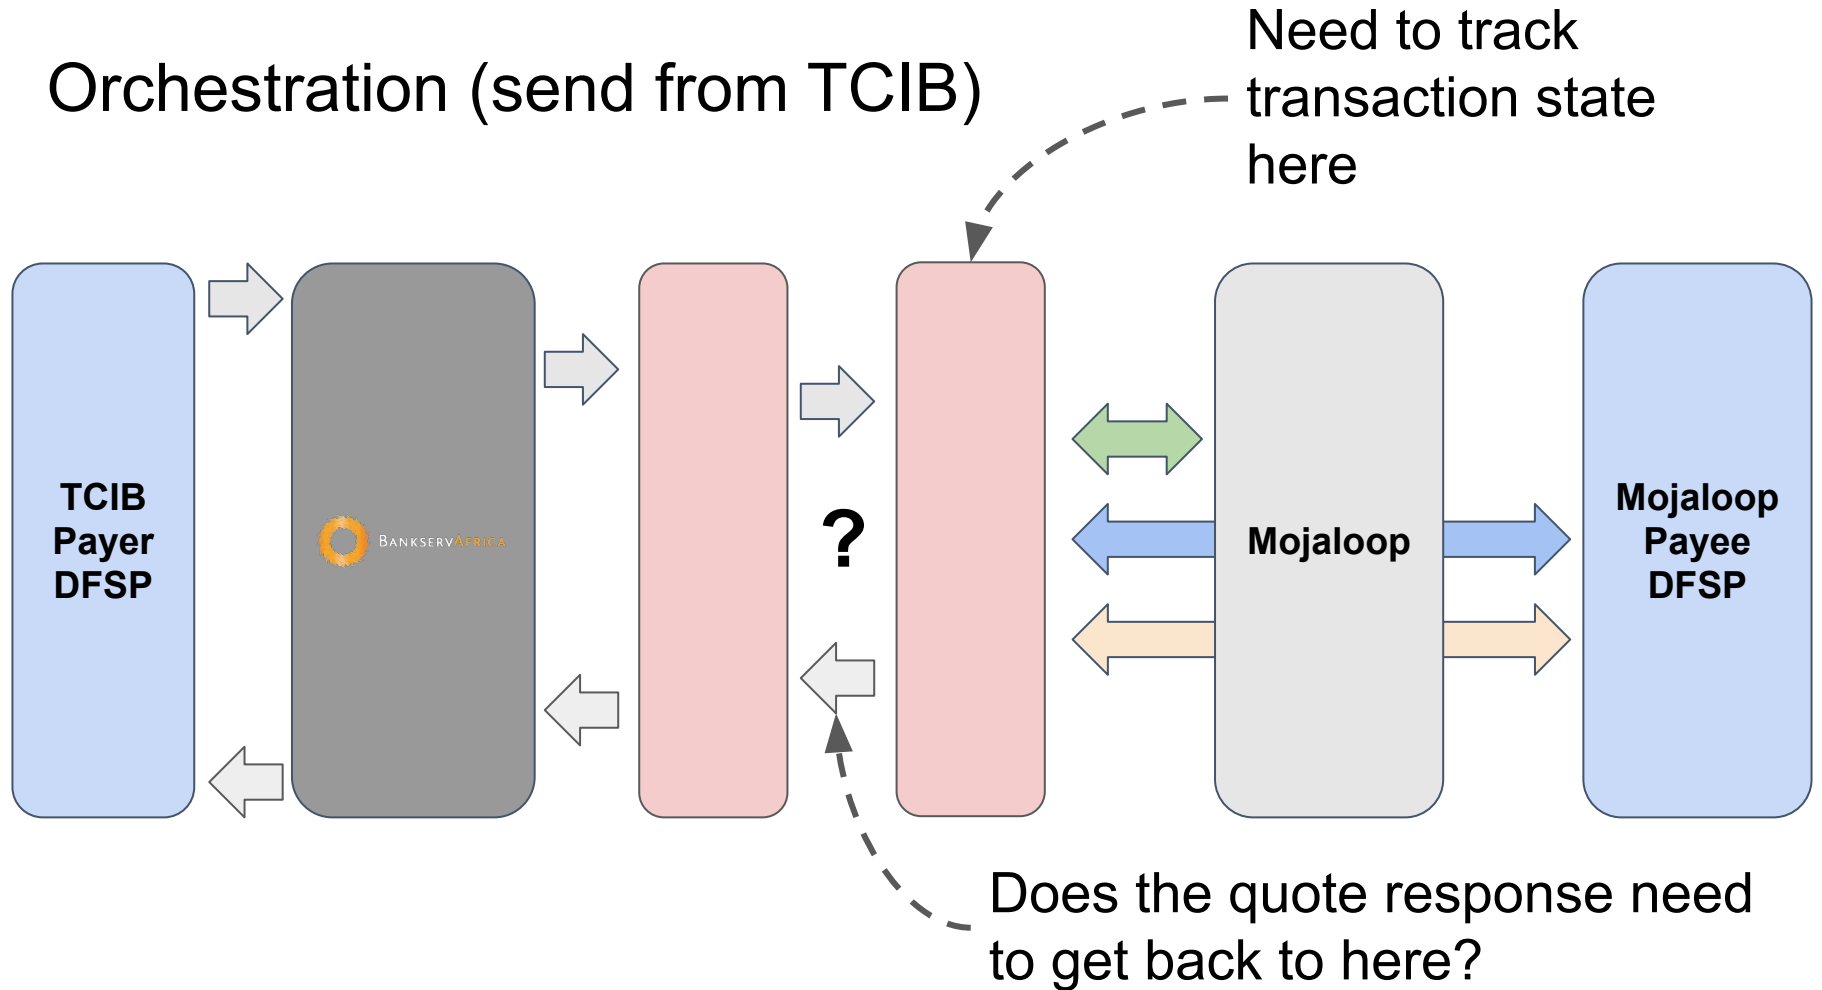 Orchestration (send from TCIB)
Need to track
transaction state
here
TCIB
Payer
DFSP
BANKSERVAFRICA
?
Mojaloop
Mojaloop
Payee
DFSP
Does the quote response need
to get back to here?